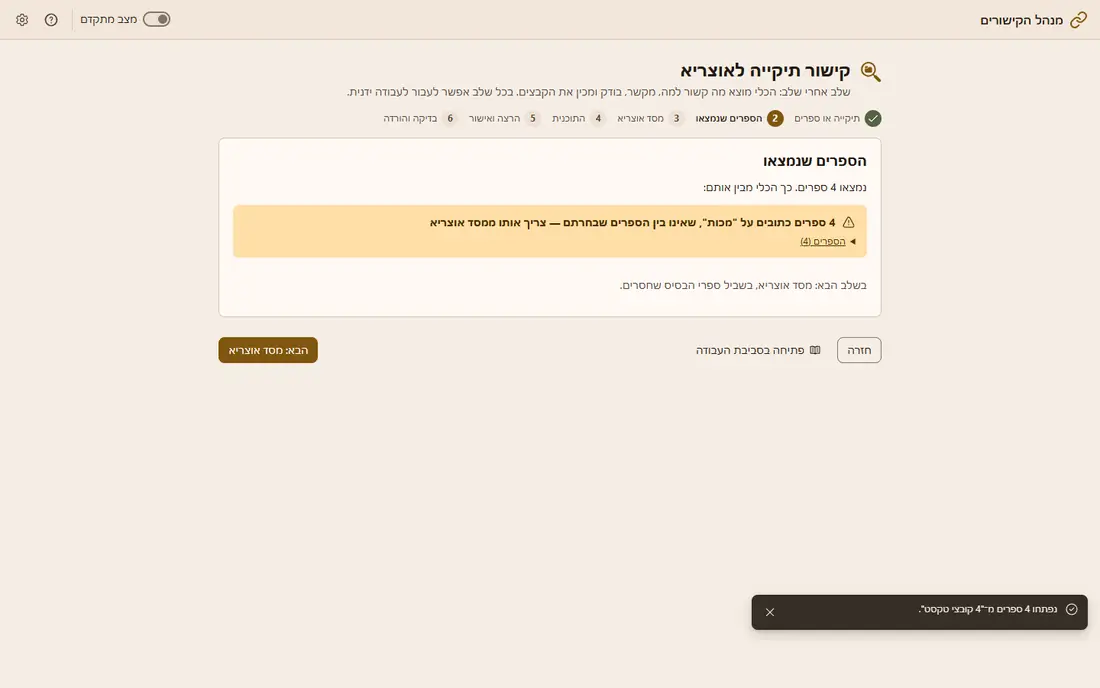 מנהל הקישורים
מצב מתקדם
קישור תיקייה לאוצריא
שלב אחרי שלב: הכלי מוצא מה קשור למה, מקשר, בודק ומכין את הקבצים. בכל שלב אפשר לעבור לעבודה ידנית.
תיקייה או ספרים 2 הספרים שנמצאו 3 מסד אוצריא 4 התוכנית 5 הרצה ואישור 6 בדיקה והורדה
הספרים שנמצאו
נמצאו 4 ספרים. כך הכלי מבין אותם:
4 ספרים כתובים על "מכות", שאינו בין הספרים שבחרתם — צריך אותו ממסד אוצריא
הספרים (4)
בשלב הבא: מסד אוצריא, בשביל ספרי הבסיס שחסרים.
חזרה
פתיחה בסביבת העבודה
הבא: מסד אוצריא
נפתחו 4 ספרים מ־"4 קובצי טקסט".